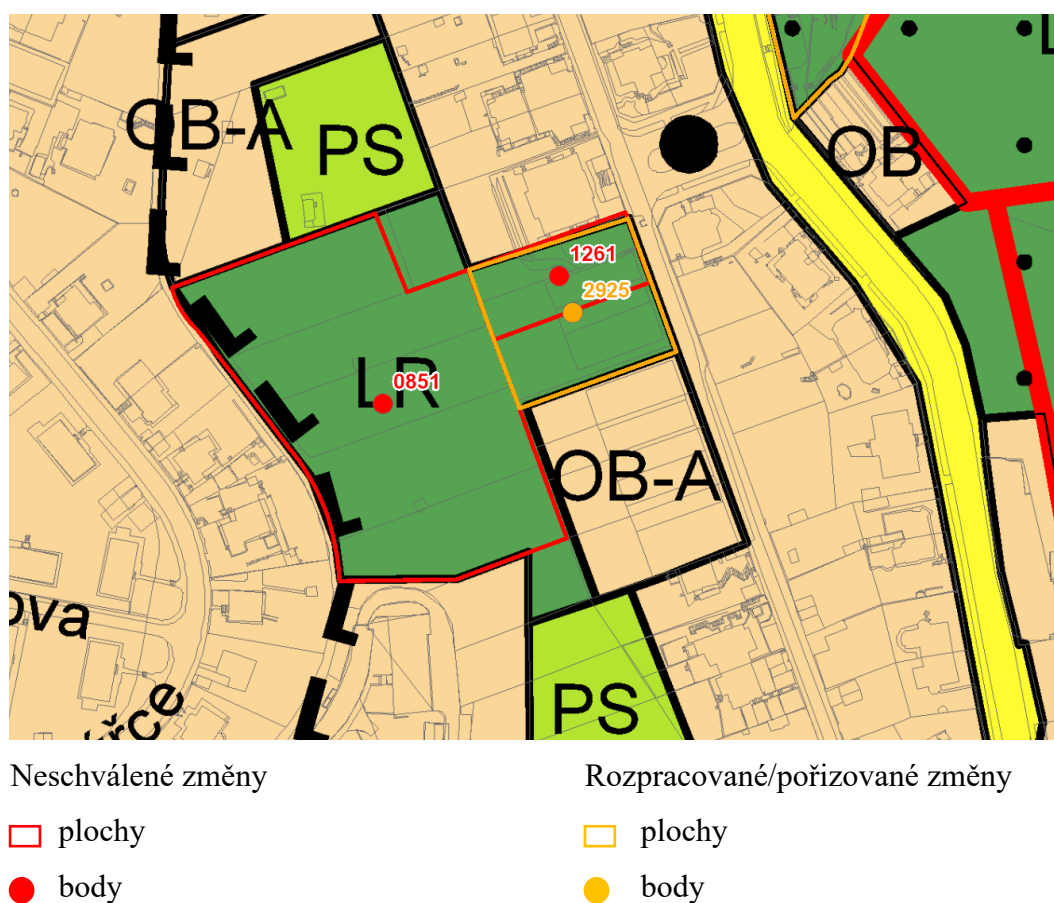 OB-A
PS
OB
L
1261
2925
LR
0851
OB-A
ova
řce
PS
Neschválené změny
Rozpracované/pořizované změny
plochy
plochy
body
body